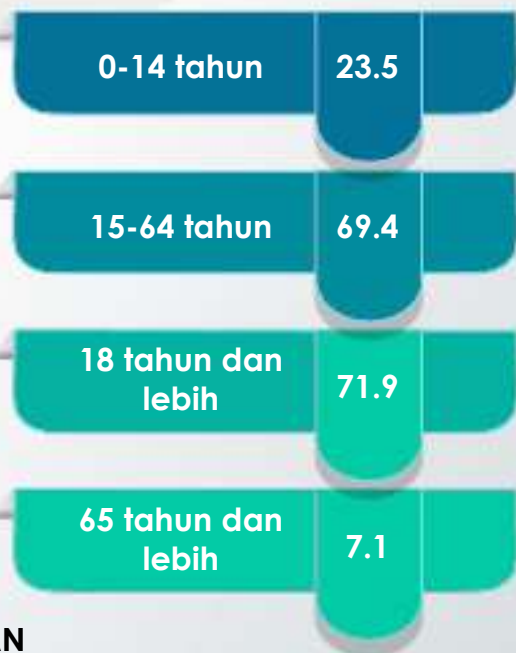 0-14 tahun 23.5
15-64 tahun 69.4
18 tahun dan
lebih 71.9
65 tahun dan
lebih 7.1